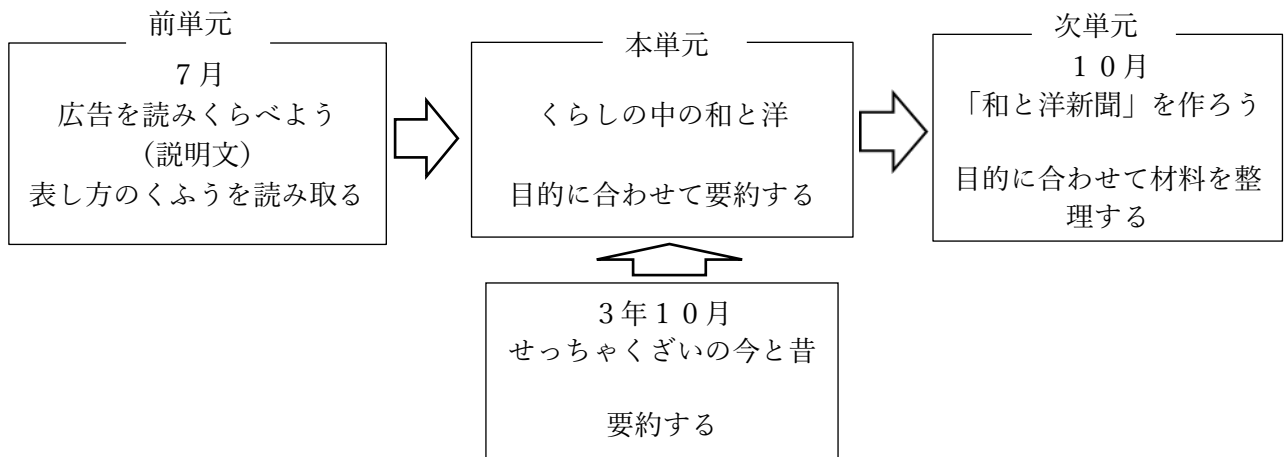 前単元
７月
広告を読みくらべよう
（説明文）
表し方のくふうを読み取る
本単元
くらしの中の和と洋
目的に合わせて要約する
次単元
１０月
「和と洋新聞」を作ろう
目的に合わせて材料を整
理する
３年１０月
せっちゃくざいの今と昔
要約する